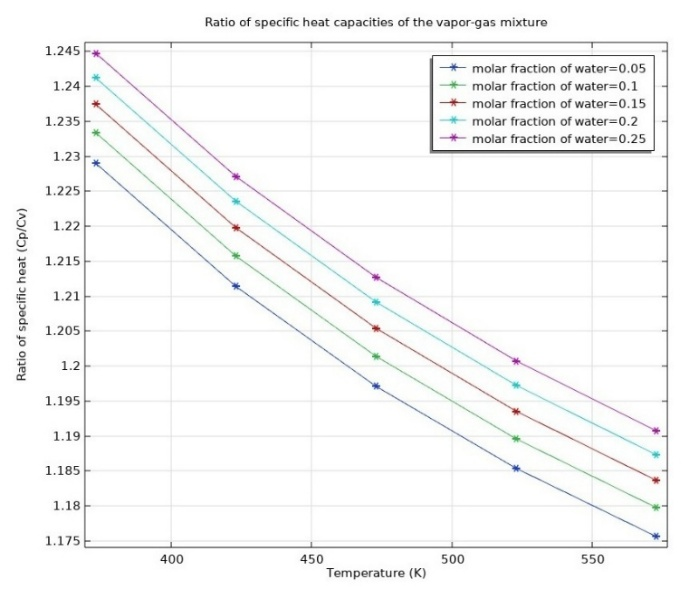 Ratio of specific heat capacities of the vapor-gas mixture
1.245
1.24
1.235
1.23
1.225
1.22
1.215
1.21
1.205
1.2
1.195
1.19
1.185
1.18
1.175
Ratio of specific heat (Cp/Cv)
molar fraction of water=0.05
molar fraction of water=0.1
molar fraction of water=0.15
molar fraction of water=0.2
molar fraction of water=0.25
400
450
500
550
Temperature (K)